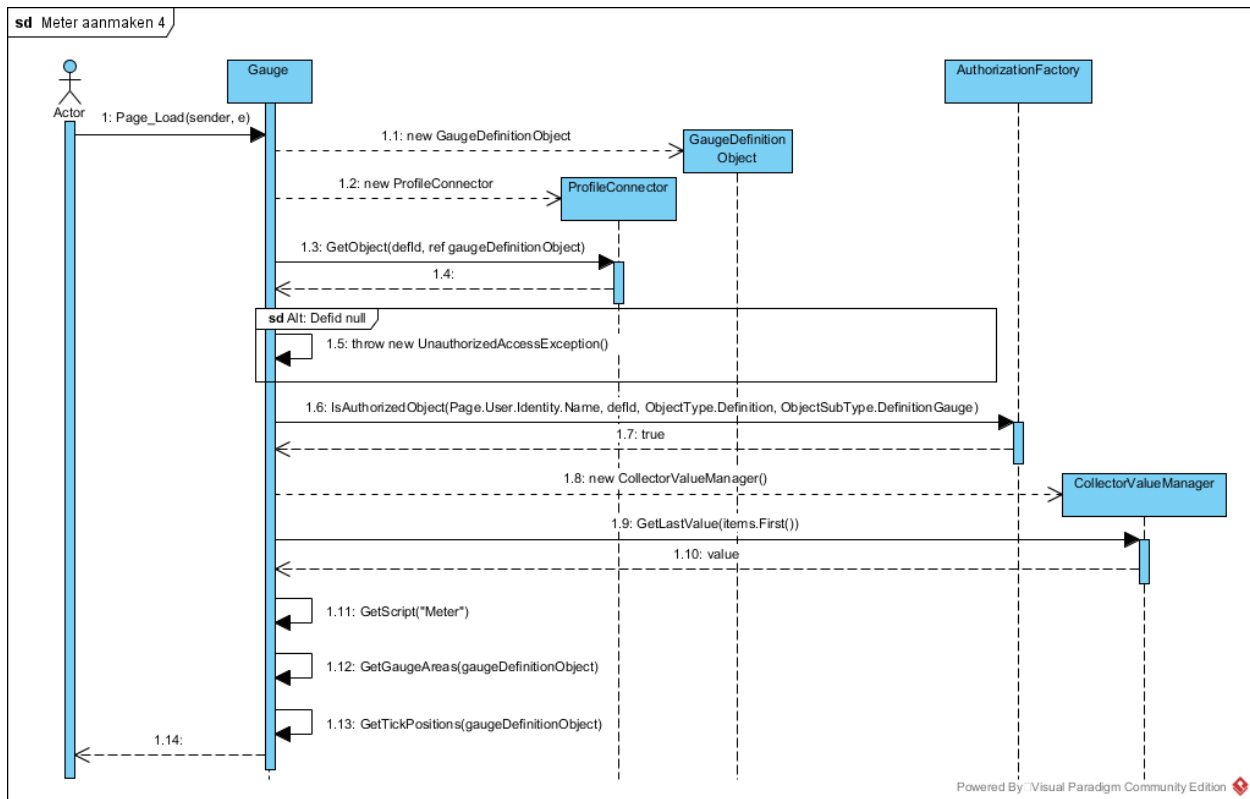 sd Meter aanmaken 4
Gauge
AuthorizationFactory
Actor
1: Page_Load(sender, e)
1.1: new GaugeDefinitionObject
GaugeDefinition
Object
1.2: new ProfileConnector
ProfileConnector
1.3: GetObject(defId, ref gaugeDefinitionObject)
1.4:
sd Alt: Defid null
1.5: throw new UnauthorizedAccessException()
1.6: IsAuthorizedObject(Page.User.Identity.Name, defId, ObjectType.Definition, ObjectSubType.DefinitionGauge)
1.7: true
1.8: new CollectorValueManager()
CollectorValueManager
1.9: GetLastValue(items.First())
1.10: value
1.11: GetScript("Meter")
1.12: GetGaugeAreas(gaugeDefinitionObject)
1.13: GetTickPositions(gaugeDefinitionObject)
1.14:
Powered By Visual Paradigm Community Edition